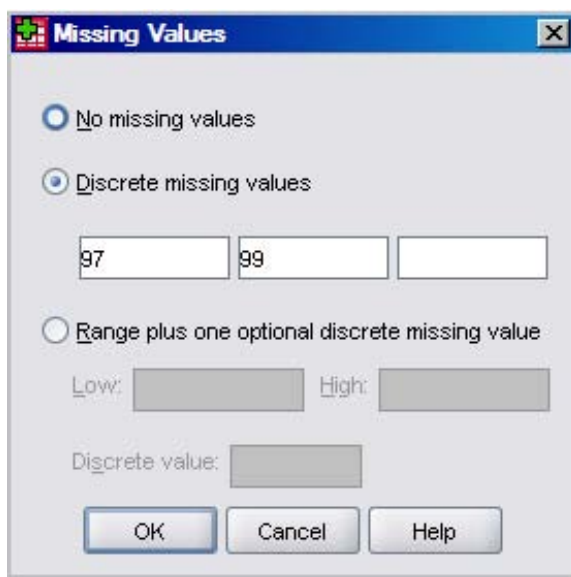 Missing Values
No missing values
Discrete missing values
97 99
Range plus one optional discrete missing value
Low: High:
Discrete value:
OK Cancel Help